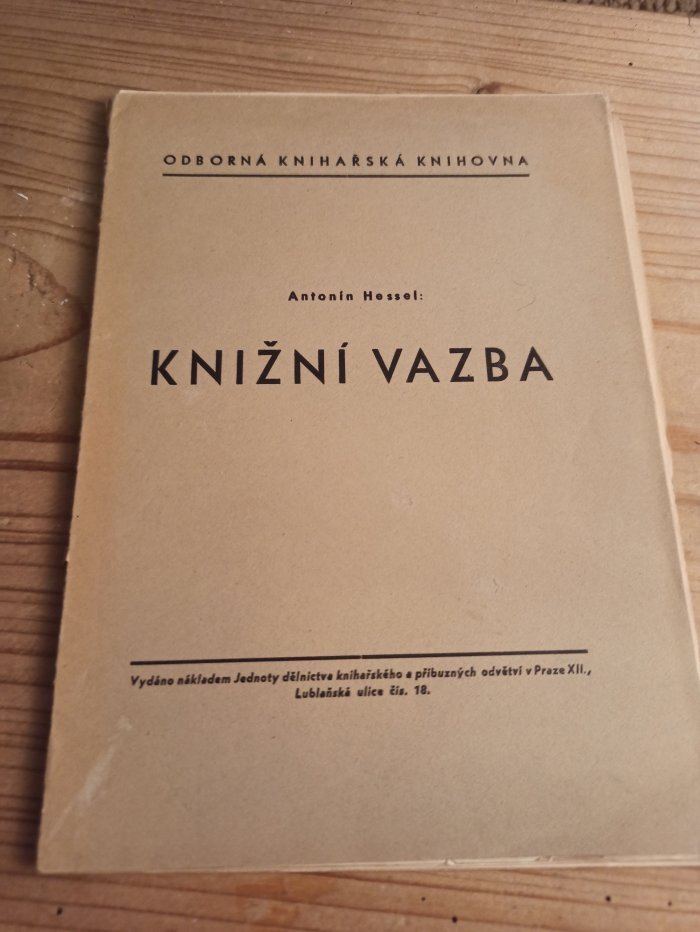 ODBORNÁ KNIHAŘSKÁ KNIHOVNA
Antonín Hessel:
KNIŽNÍ VAZBA
Vydáno nákladem Jednoty dělnictva knihařského a příbuzných odvětví v Praze XII.,
Lublaňská ulice čís. 18.